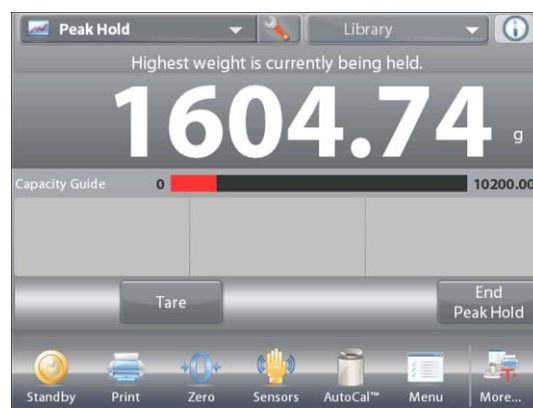 Peak Hold
Library
Highest weight is currently being held.
1604.74 g
Capacity Guide 0 10200.00
Tare
End
Peak Hold
Standby Print Zero Sensors AutoCal™ Menu More...